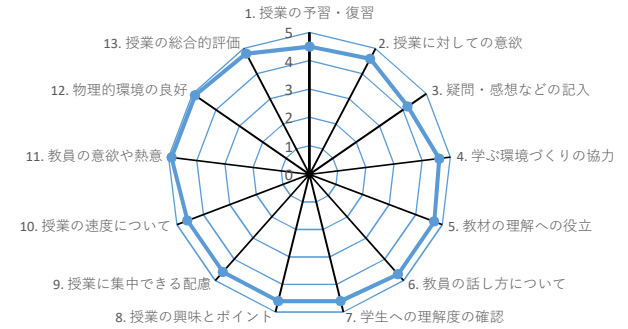 1. 授業の予習・復習
2. 授業に対しての意欲
3. 疑問・感想などの記入
4. 学ぶ環境づくりの協力
5. 教材の理解への役立
6. 教員の話し方について
7. 学生への理解度の確認
8. 授業の興味とポイント
9. 授業に集中できる配慮
10. 授業の速度について
11. 教員の意欲や熱意
12. 物理的環境の良好
13. 授業の総合的評価
5
4
3
2
1
0